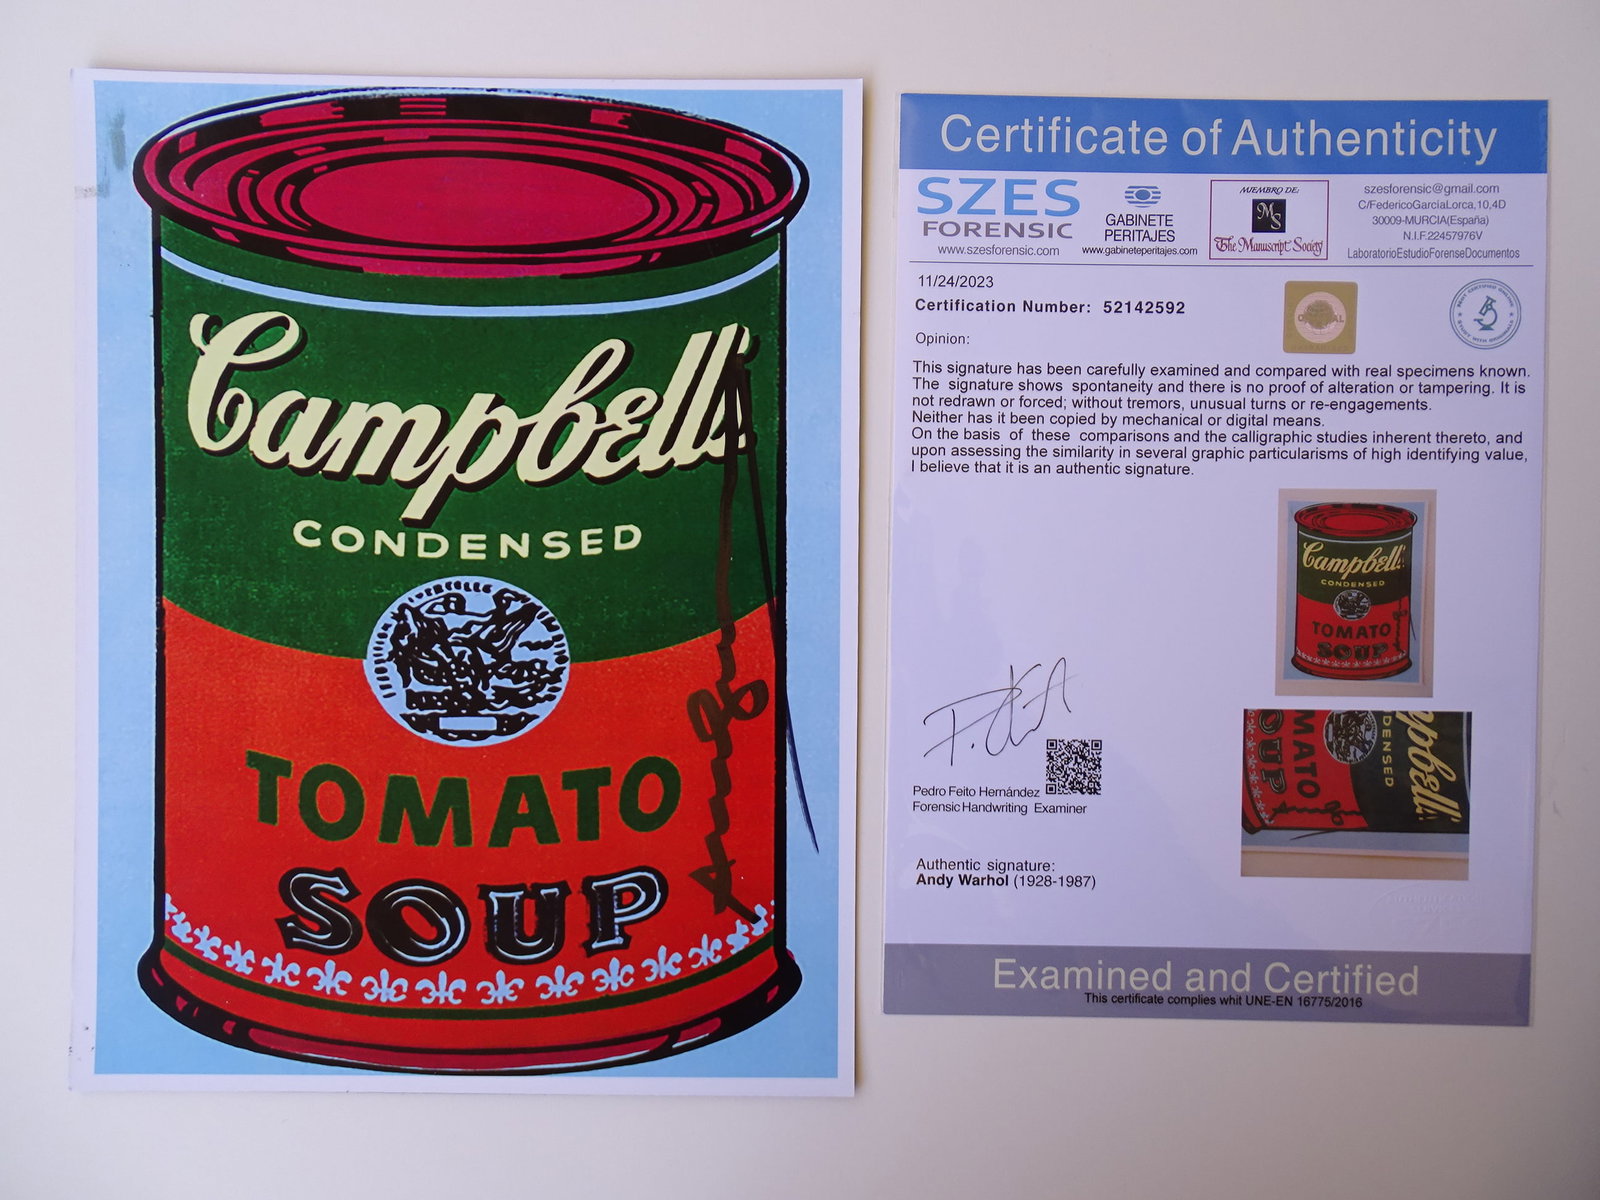 Campbell's
CONDENSED
TOMATO
SOUP
Certificate of Authenticity
SZES
FORENSIC
www.szesforensic.com
GABINETE
PERITAJES
www.gabineteperitajes.com
MIEMBRO DE:
MS
The Manuscript Society
szesforensic@gmail.com
C/FedericoGarciaLorca,10,4D
30009-MURCIA(España)
N.I.F.22457976V
LaboratorioEstudioForenseDocumentos
11/24/2023
Certification Number: 52142592
Opinion:
This signature has been carefully examined and compared with real specimens known.
The signature shows spontaneity and there is no proof of alteration or tampering. It is
not redrawn or forced; without tremors, unusual turns or re-engagements.
Neither has it been copied by mechanical or digital means.
On the basis of these comparisons and the calligraphic studies inherent thereto, and
upon assessing the similarity in several graphic particularisms of high identifying value,
I believe that it is an authentic signature.
Campbell's
CONDENSED
TOMATO
SOUP
Pedro Feito Hernández
Forensic Handwriting Examiner
Authentic signature:
Andy Warhol (1928-1987)
Examined and Certified
This certificate complies whit UNE-EN 16775/2016